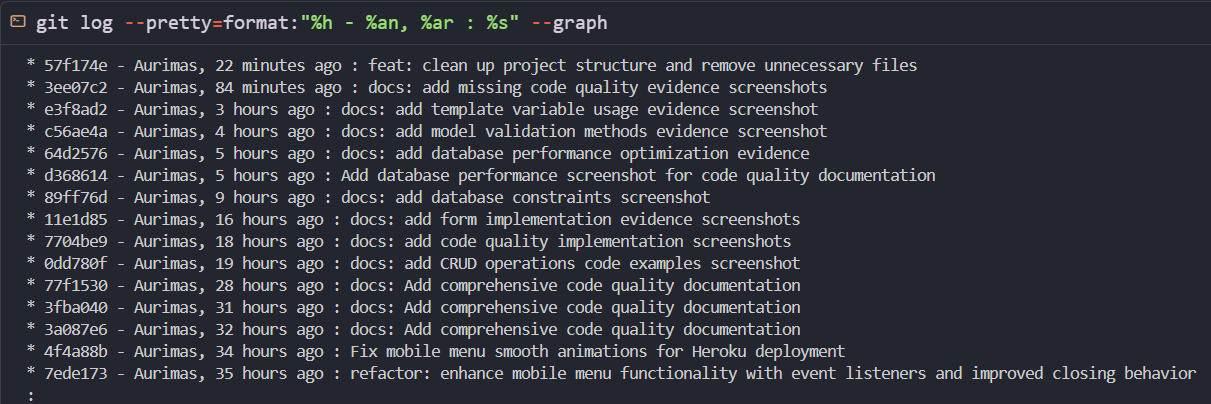 git log --pretty=format:"%h - %an, %ar : %s" --graph
* 57f174e - Aurimas, 22 minutes ago : feat: clean up project structure and remove unnecessary files
* 3ee07c2 - Aurimas, 84 minutes ago : docs: add missing code quality evidence screenshots
* e3f8ad2 - Aurimas, 3 hours ago : docs: add template variable usage evidence screenshot
* c56ae4a - Aurimas, 4 hours ago : docs: add model validation methods evidence screenshot
* 64d2576 - Aurimas, 5 hours ago : docs: add database performance optimization evidence
* d368614 - Aurimas, 5 hours ago : Add database performance screenshot for code quality documentation
* 89ff76d - Aurimas, 9 hours ago : docs: add database constraints screenshot
* 11e1d85 - Aurimas, 16 hours ago : docs: add form implementation evidence screenshots
* 7704be9 - Aurimas, 18 hours ago : docs: add code quality implementation screenshots
* 0dd780f - Aurimas, 19 hours ago : docs: add CRUD operations code examples screenshot
* 77f1530 - Aurimas, 28 hours ago : docs: Add comprehensive code quality documentation
* 3fba040 - Aurimas, 31 hours ago : docs: Add comprehensive code quality documentation
* 3a087e6 - Aurimas, 32 hours ago : docs: Add comprehensive code quality documentation
* 4f4a88b - Aurimas, 34 hours ago : Fix mobile menu smooth animations for Heroku deployment
* 7ede173 - Aurimas, 35 hours ago : refactor: enhance mobile menu functionality with event listeners and improved closing behavior
: